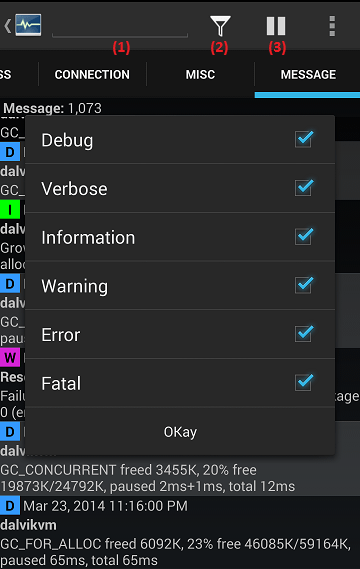 (1) (2) (3)
SS CONNECTION MISC MESSAGE
Message: 1,073
GC_
Debug
D
dalv
Verbose
GC_
I
dalv
Information
Grov
alloc
D
Warning
dalv
GC_
paus
Error
W
Rese
Fatal
Failu kage
0 (er
D
OKay
GC_CONCURRENT freed 3455K, 20% free
19873K/24792K, paused 2ms+1ms, total 12ms
D Mar 23, 2014 11:16:00 PM
dalvikvm
GC_FOR_ALLOC freed 6092K, 23% free 46085K/59164K,
paused 65ms, total 65ms